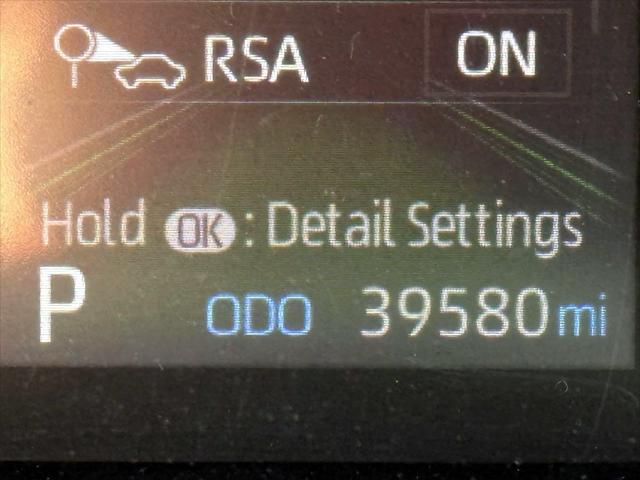 RSA ON
Hold OK : Detail Settings
P ODO 39580 mi